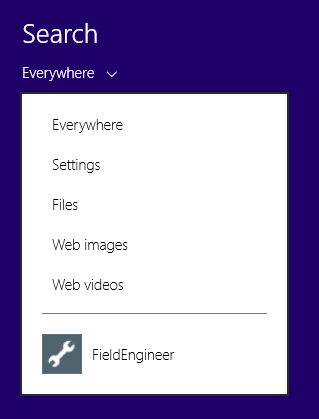 Search
Everywhere
Everywhere
Settings
Files
Web images
Web videos
FieldEngineer